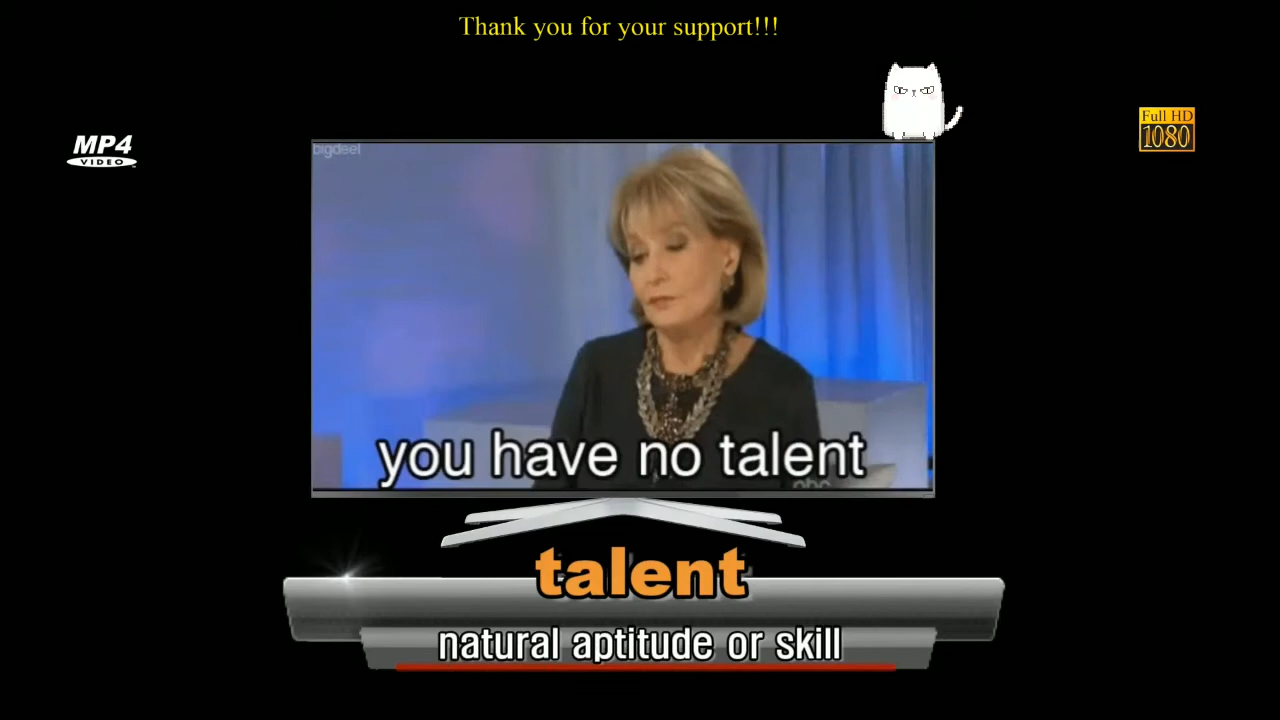 Thank you for your support!!!
MP4
VIDEO
Full HD
1080
bigdeel
you have no talent
abc
talent
natural aptitude or skill